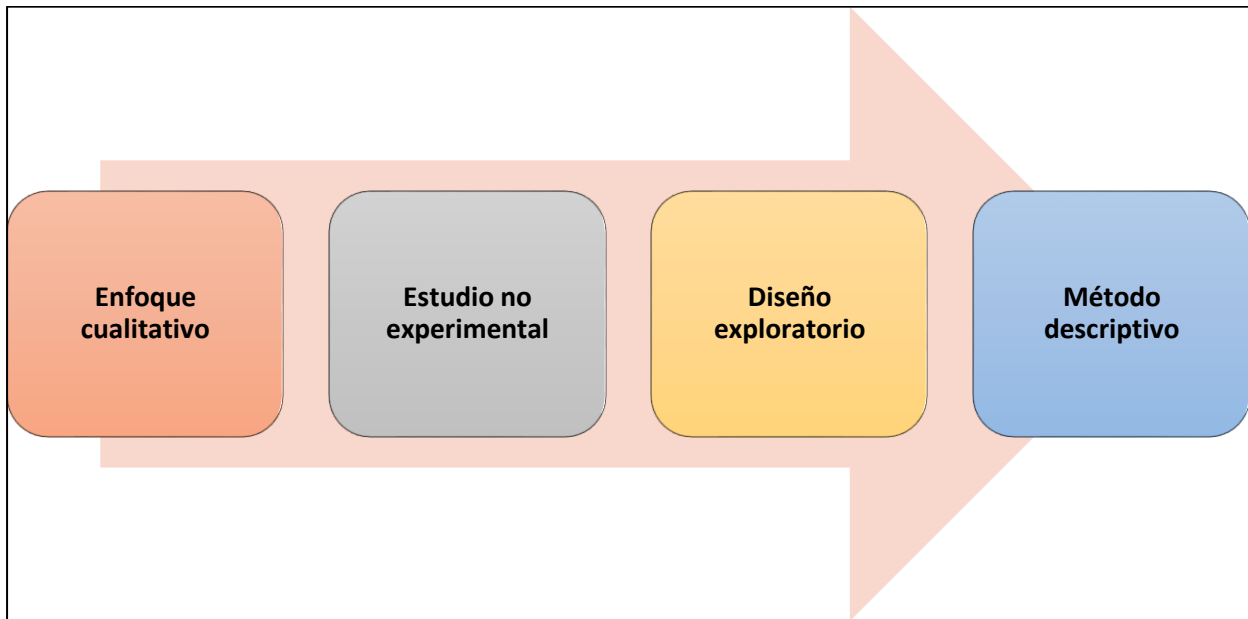 Enfoque
cualitativo
Estudio no
experimental
Diseño
exploratorio
Método
descriptivo